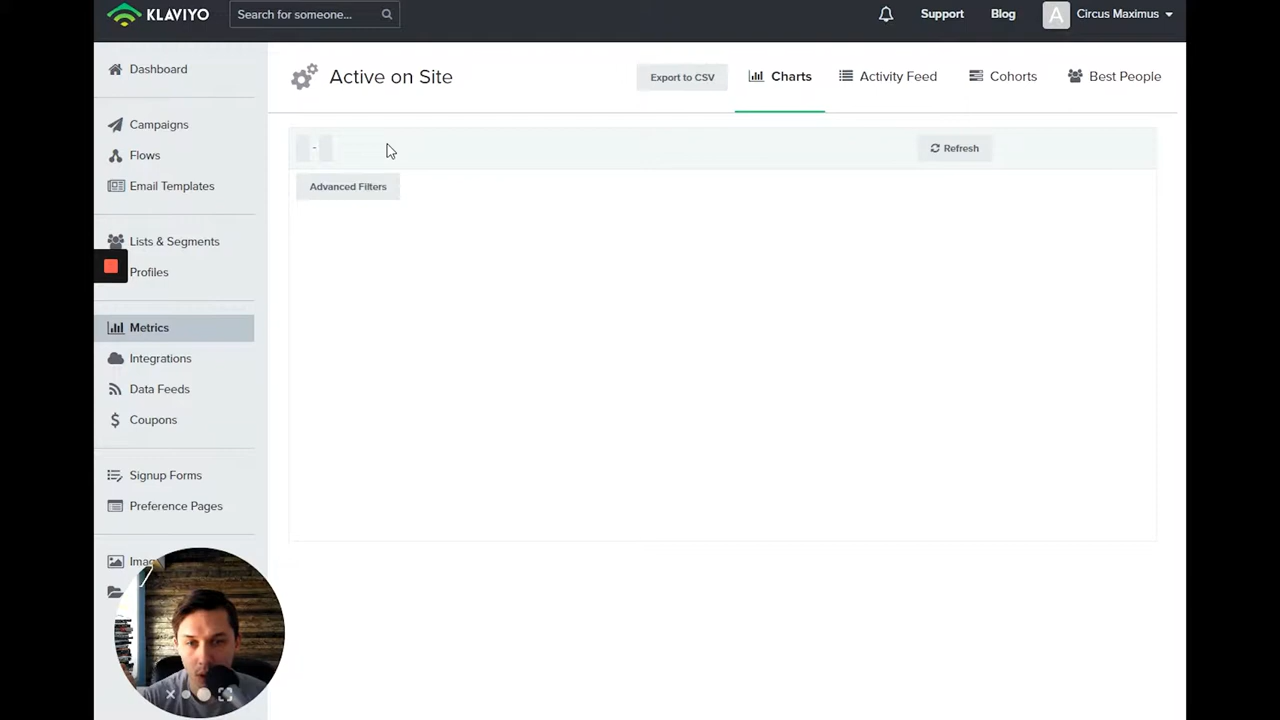 KLAVIYO
Search for someone...
Support
Blog
A
Circus Maximus
Dashboard
Campaigns
Flows
Email Templates
Lists & Segments
Profiles
Metrics
Integrations
Data Feeds
Coupons
Signup Forms
Preference Pages
Active on Site
Export to CSV
Charts
Activity Feed
Cohorts
Best People
-
Refresh
Advanced Filters